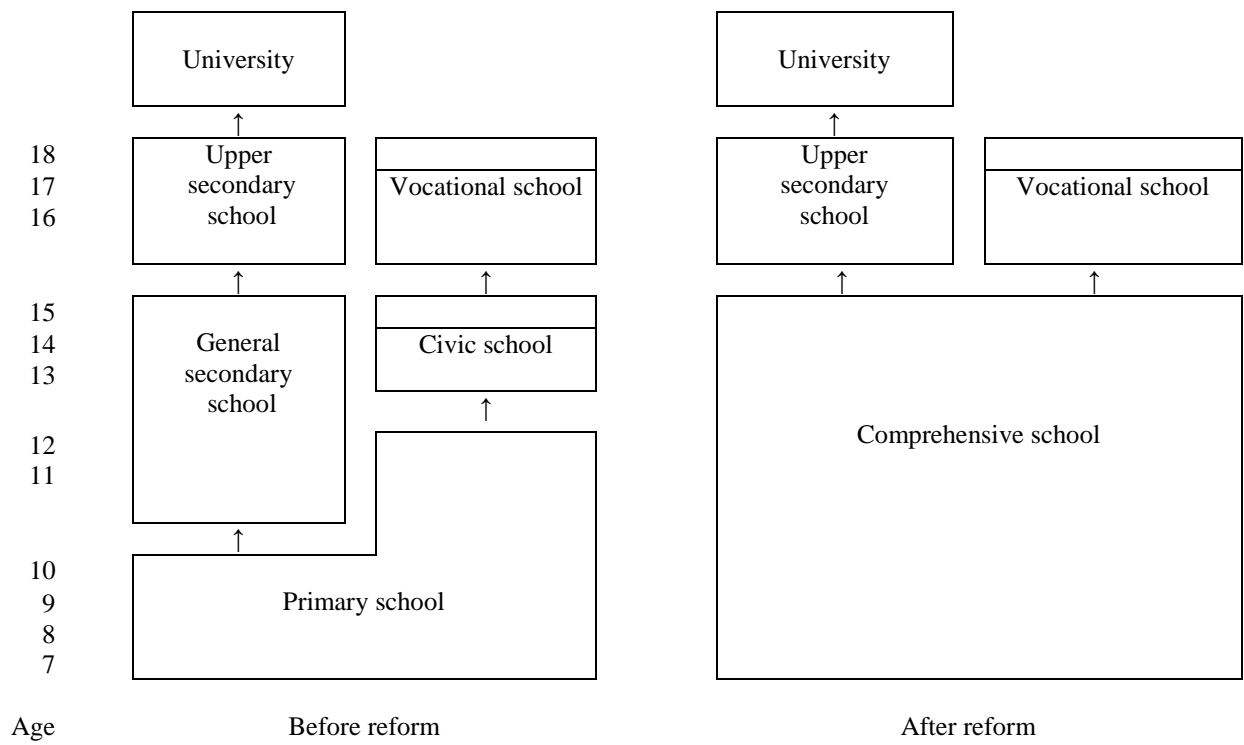 University University
↑ ↑
18 Upper Upper
17 secondary Vocational school secondary Vocational school
16 school school
↑ ↑ ↑ ↑
15
14 General Civic school
13 secondary
school
↑
12 Comprehensive school
11
↑
10
9 Primary school
8
7
Age Before reform After reform